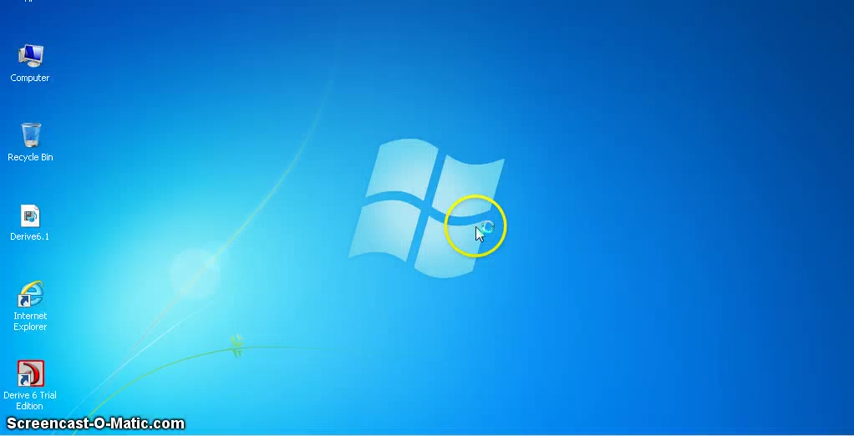 Computer
Recycle Bin
Derive6.1
Internet
Explorer
Derive 6 Trial
Edition
Screencast-O-Matic.com